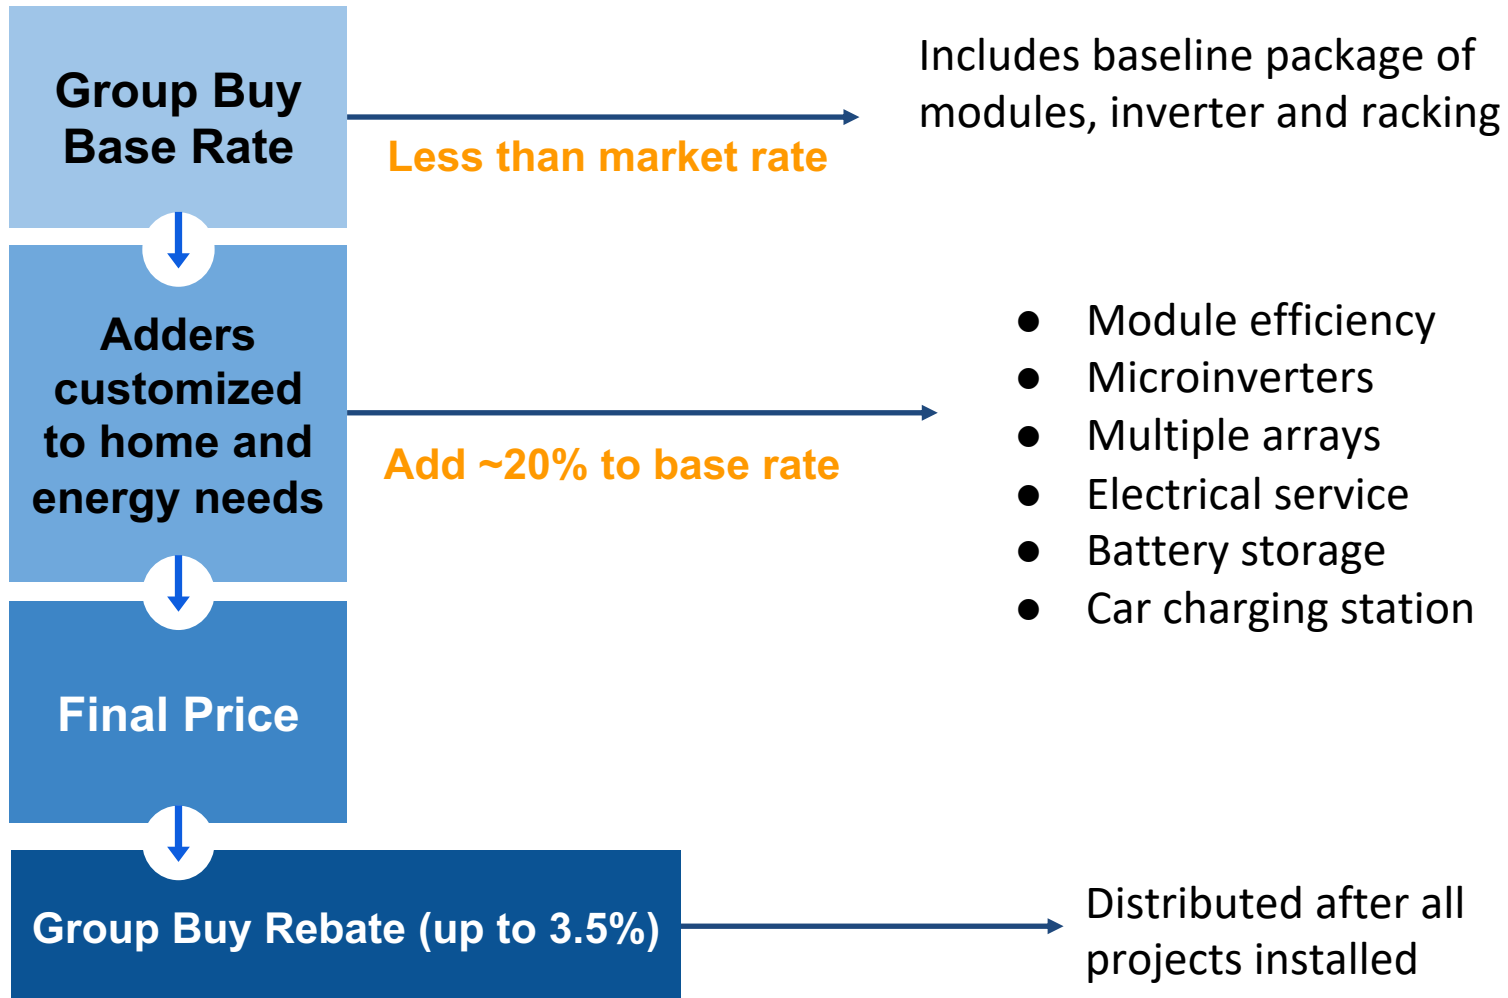 Group Buy
Base Rate
Less than market rate
Includes baseline package of
modules, inverter and racking
Adders
customized
to home and
energy needs
Add ~20% to base rate
● Module efficiency
● Microinverters
● Multiple arrays
● Electrical service
● Battery storage
● Car charging station
Final Price
Group Buy Rebate (up to 3.5%)
Distributed after all
projects installed